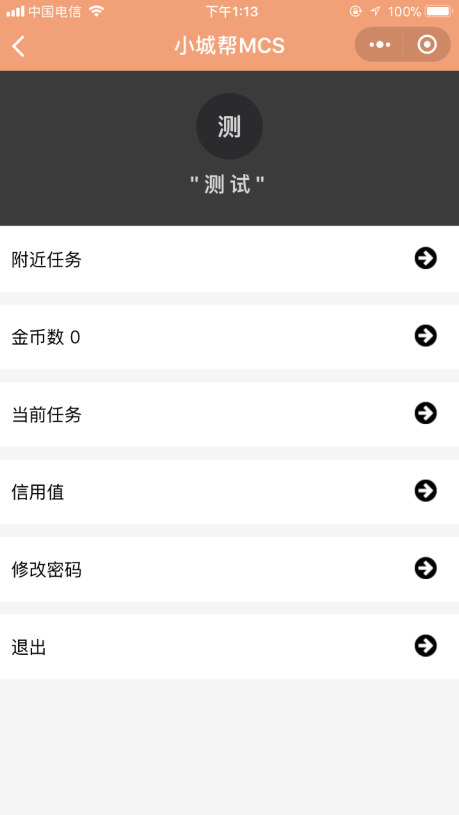 中国电信 下午1:13 100%
小城帮MCS
测
"测试"
附近任务
金币数 0
当前任务
信用值
修改密码
退出